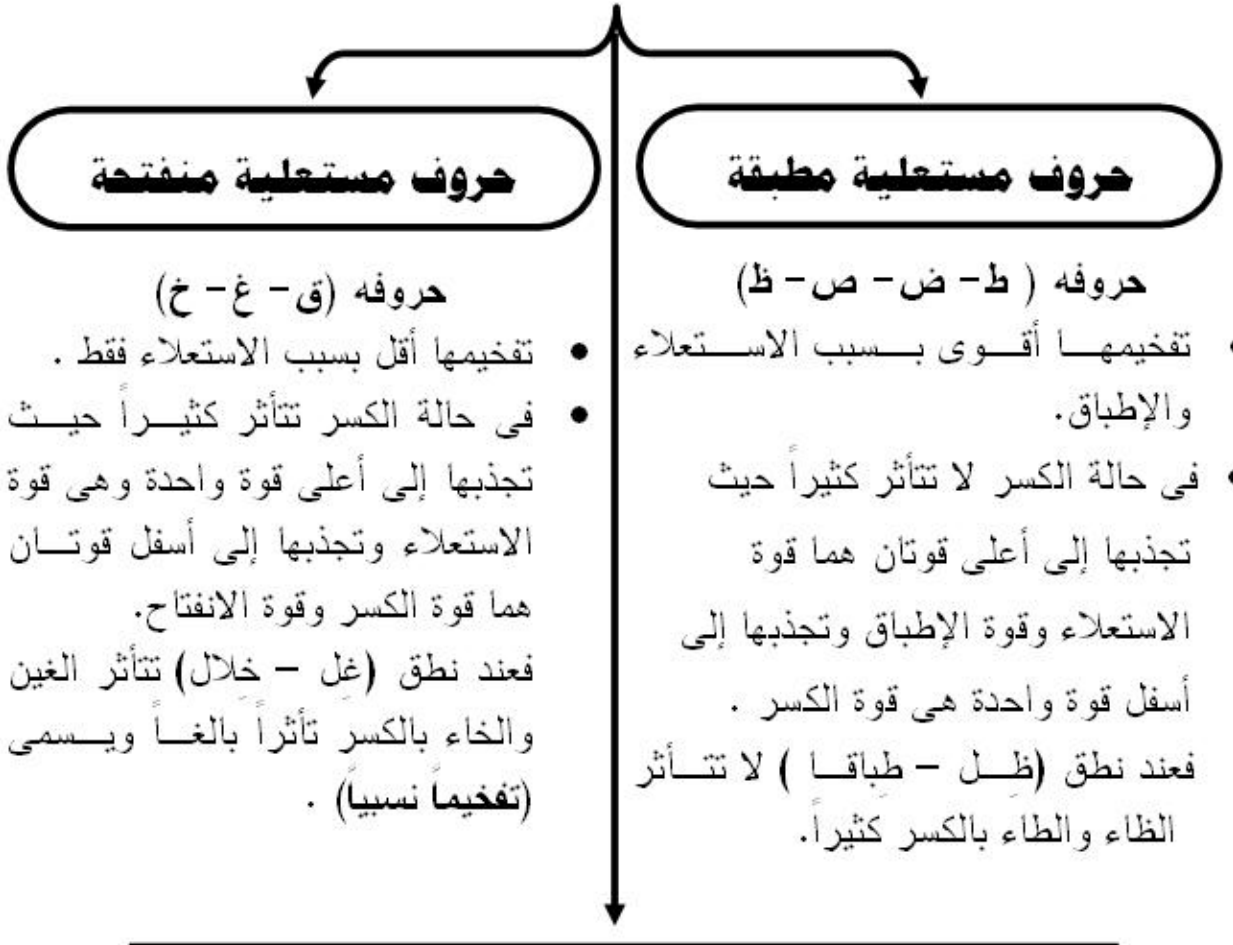 حروف مستعلية مطبقة
حروفه ( ط- ض- ص- ظ)
• تفخيمها أقوى بسبب الاستعلاء
والإطباق.
• فى حالة الكسر لا تتأثر كثيراً حيث
تجذبها إلى أعلى قوتان هما قوة
الاستعلاء وقوة الإطباق وتجذبها إلى
أسفل قوة واحدة هى قوة الكسر .
فعند نطق (ظِل – طِباقا ) لا تتأثر
الظاء والطاء بالكسر كثيراً.
حروف مستعلية منفتحة
حروفه (ق- غ- خ)
• تفخيمها أقل بسبب الاستعلاء فقط .
• فى حالة الكسر تتأثر كثيراً حيث
تجذبها إلى أعلى قوة واحدة وهى قوة
الاستعلاء وتجذبها إلى أسفل قوتان
هما قوة الكسر وقوة الانفتاح.
فعند نطق (غِل – خِلال) تتأثر الغين
والخاء بالكسر تأثراً بالغاً ويسمى
(تفخيماً نسبياً) .